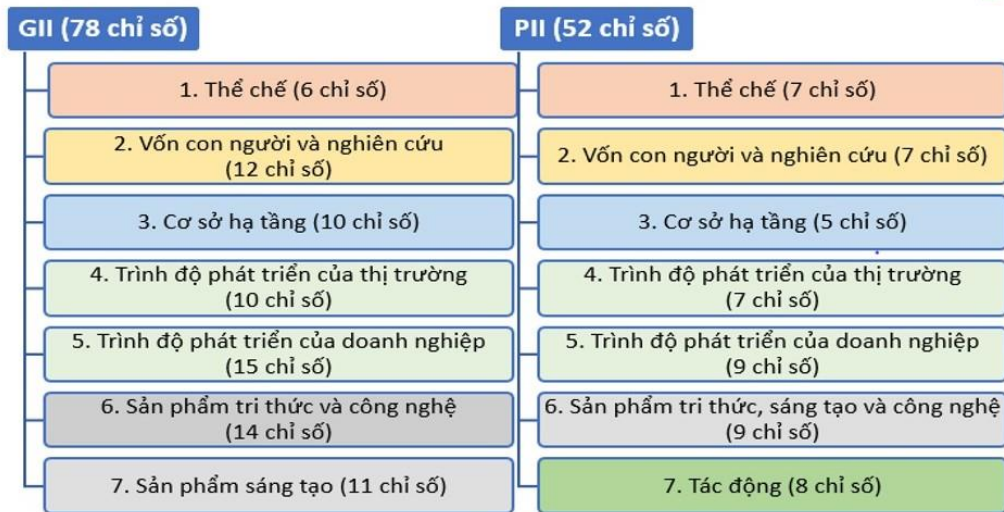 GII (78 chỉ số)
1. Thể chế (6 chỉ số)
2. Vốn con người và nghiên cứu
(12 chỉ số)
3. Cơ sở hạ tầng (10 chỉ số)
4. Trình độ phát triển của thị trường
(10 chỉ số)
5. Trình độ phát triển của doanh nghiệp
(15 chỉ số)
6. Sản phẩm tri thức và công nghệ
(14 chỉ số)
7. Sản phẩm sáng tạo (11 chỉ số)
PII (52 chỉ số)
1. Thể chế (7 chỉ số)
2. Vốn con người và nghiên cứu (7 chỉ số)
3. Cơ sở hạ tầng (5 chỉ số)
4. Trình độ phát triển của thị trường
(7 chỉ số)
5. Trình độ phát triển của doanh nghiệp
(9 chỉ số)
6. Sản phẩm tri thức, sáng tạo và công nghệ
(9 chỉ số)
7. Tác động (8 chỉ số)